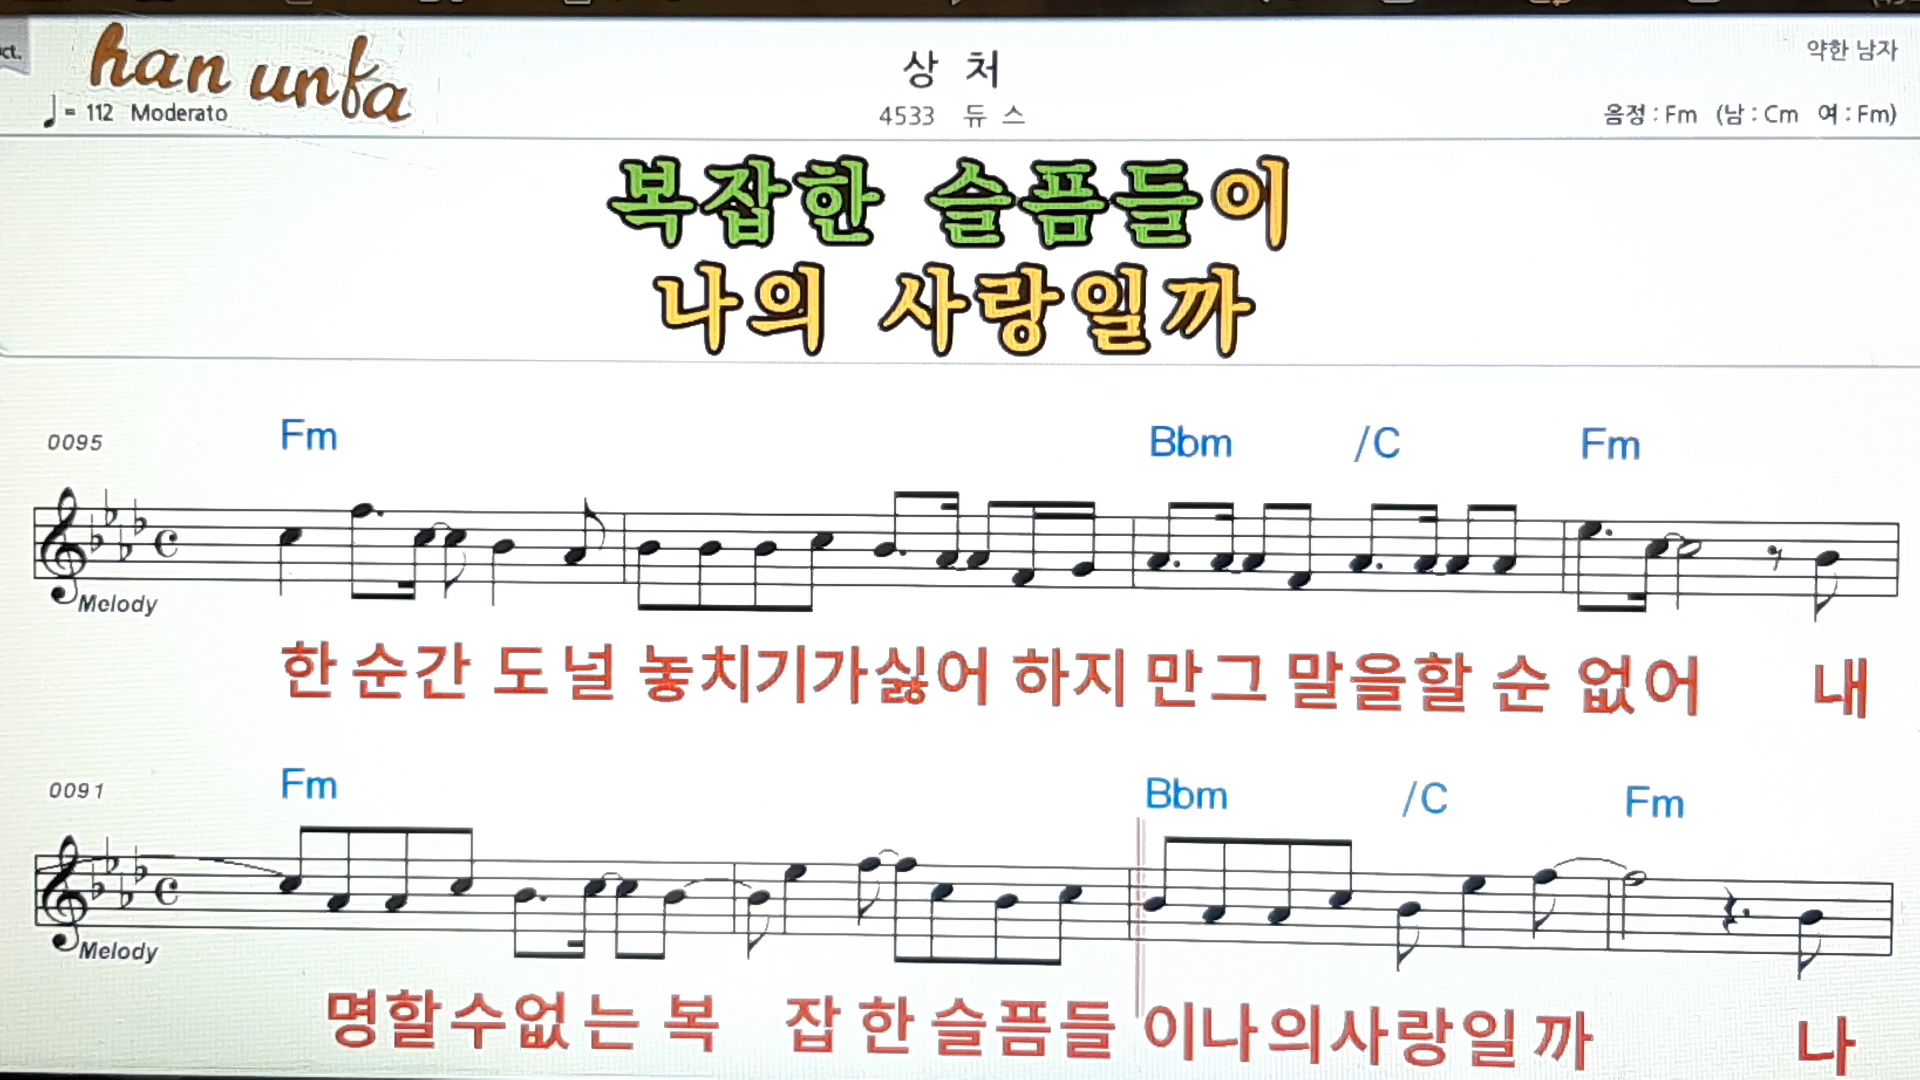 ct.
han unfa
상 처
약한 남자
♩= 112 Moderato
4533 듀 스
음정 : Fm (남 : Cm 여 : Fm)
복잡한 슬픔들이
나의 사랑일까
0095 Fm Bbm /C Fm
Melody
한 순간 도 널 놓치기가싫어 하지 만그 말을할 순 없어 내
0091 Fm Bbm /C Fm
Melody
명할수없 는 복 잡 한슬픔들 이나의사랑일 까 나